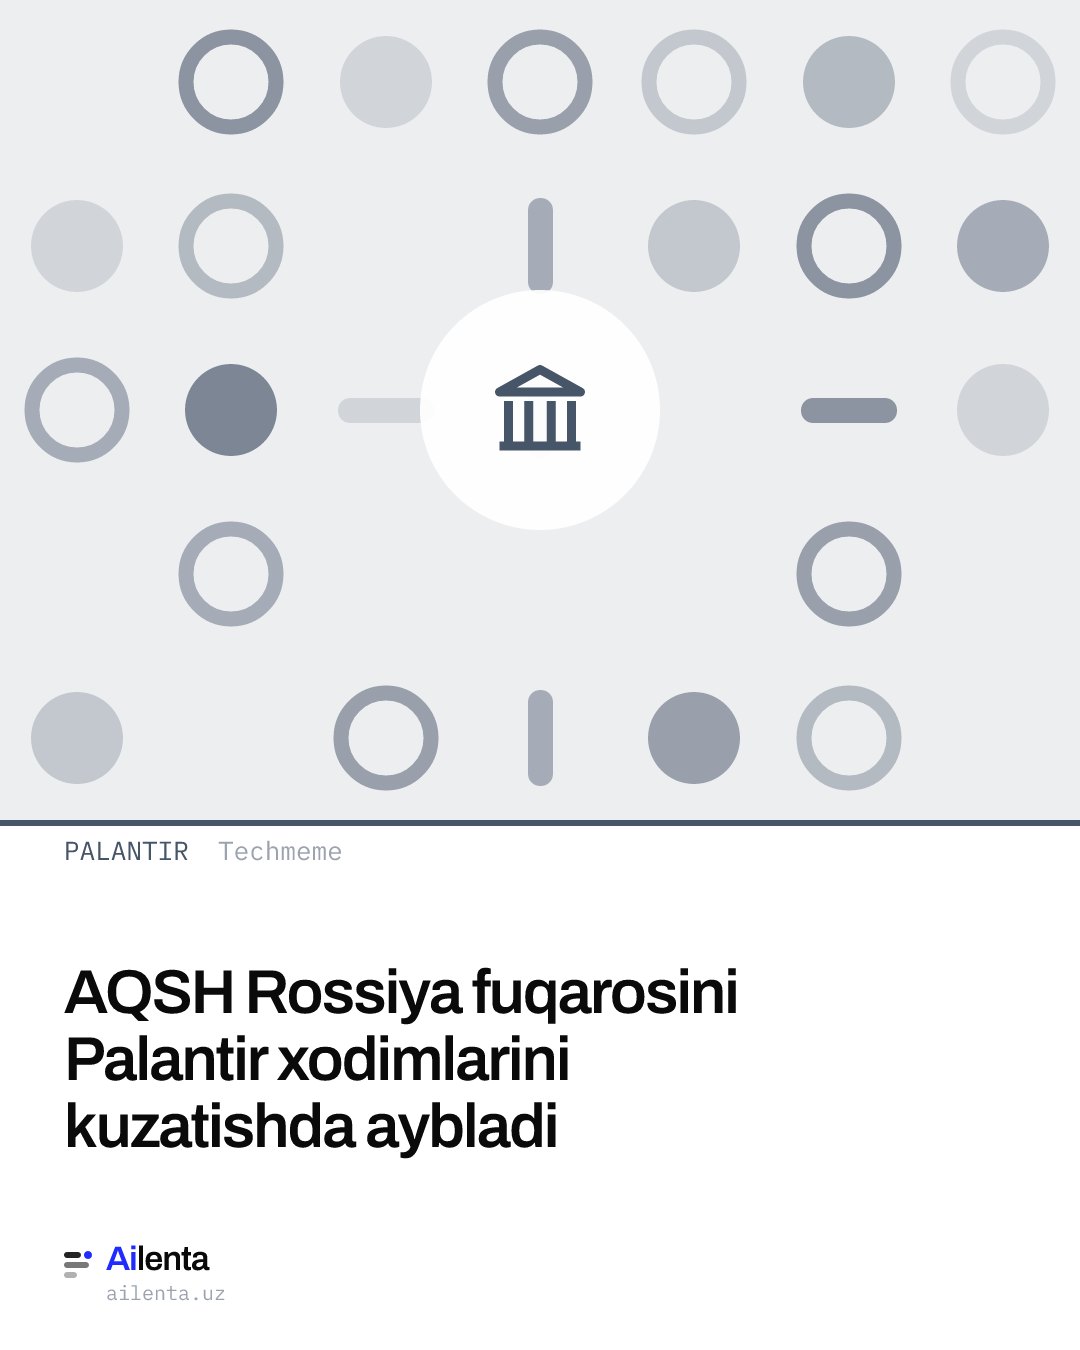 PALANTIR Techmeme
AQSH Rossiya fuqarosini
Palantir xodimlarini
kuzatishda aybladi
Ailenta
ailenta.uz